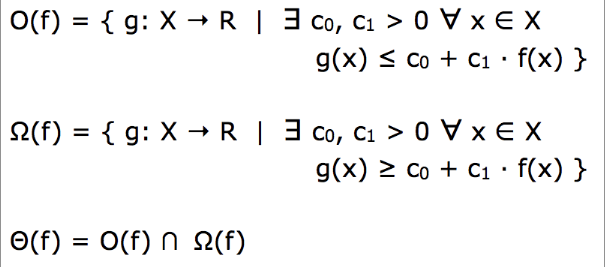 O(f) = { g: X → R | ∃ c₀, c₁ > 0 ∀ x ∈ X
g(x) ≤ c₀ + c₁ · f(x) }
Ω(f) = { g: X → R | ∃ c₀, c₁ > 0 ∀ x ∈ X
g(x) ≥ c₀ + c₁ · f(x) }
Θ(f) = O(f) ∩ Ω(f)